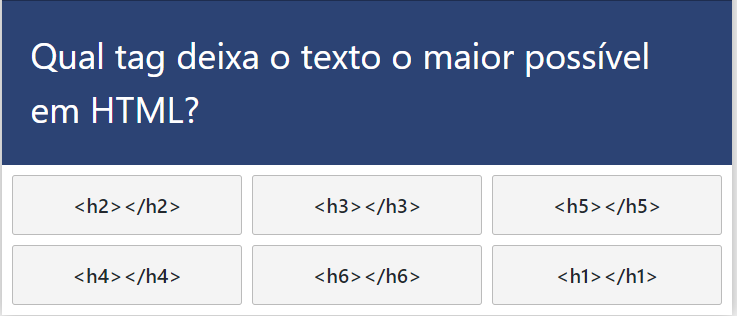 Qual tag deixa o texto o maior possível
em HTML?
<h2></h2> <h3></h3> <h5></h5>
<h4></h4> <h6></h6> <h1></h1>